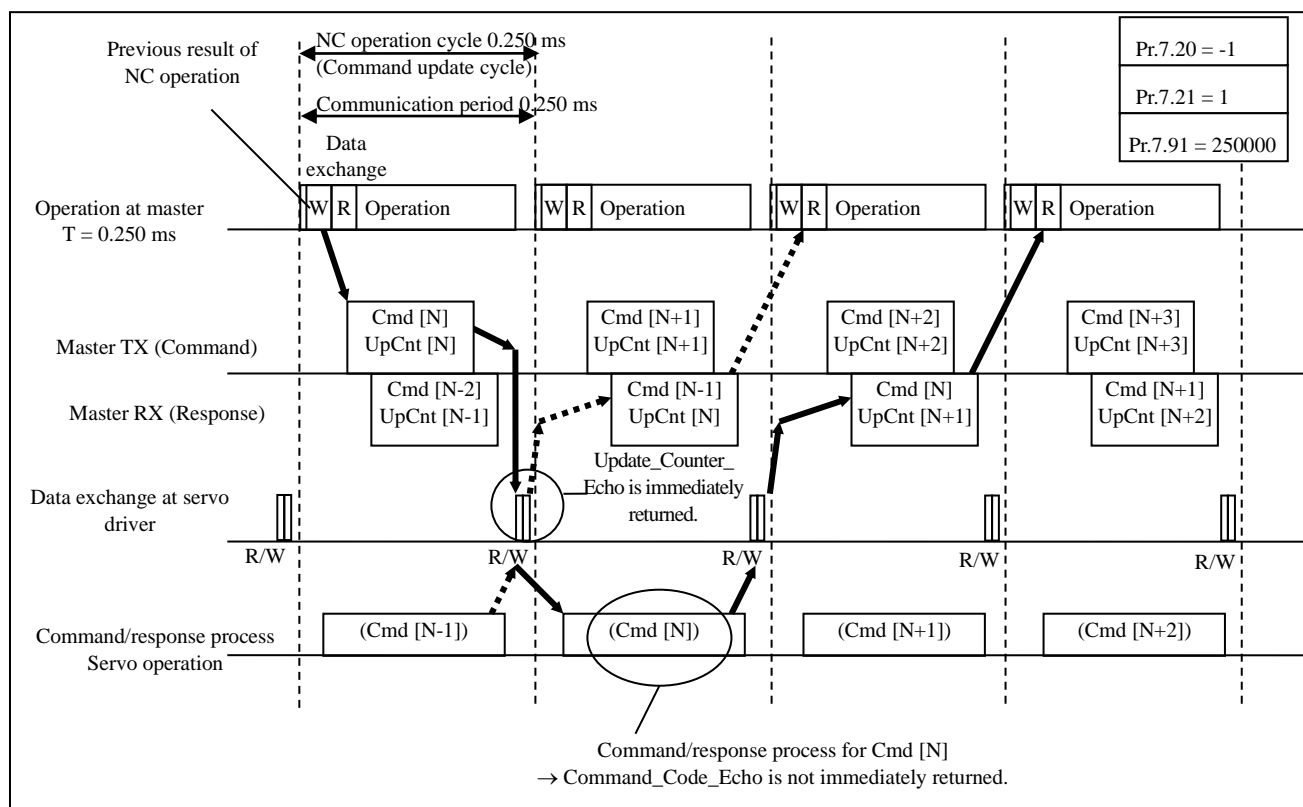 Previous result of
NC operation
NC operation cycle 0.250 ms
(Command update cycle)
Communication period 0.250 ms
Data
exchange
Pr.7.20 = -1
Pr.7.21 = 1
Pr.7.91 = 250000
Operation at master
T = 0.250 ms
W R Operation
W R Operation
W R Operation
W R Operation
Master TX (Command)
Cmd [N]
UpCnt [N]
Cmd [N+1]
UpCnt [N+1]
Cmd [N+2]
UpCnt [N+2]
Cmd [N+3]
UpCnt [N+3]
Master RX (Response)
Cmd [N-2]
UpCnt [N-1]
Cmd [N-1]
UpCnt [N]
Cmd [N]
UpCnt [N+1]
Cmd [N+1]
UpCnt [N+2]
Update_Counter_
Echo is immediately
returned.
Data exchange at servo
driver
R/W
R/W
R/W
R/W
R/W
Command/response process
Servo operation
(Cmd [N-1])
(Cmd [N])
(Cmd [N+1])
(Cmd [N+2])
Command/response process for Cmd [N]
→ Command_Code_Echo is not immediately returned.